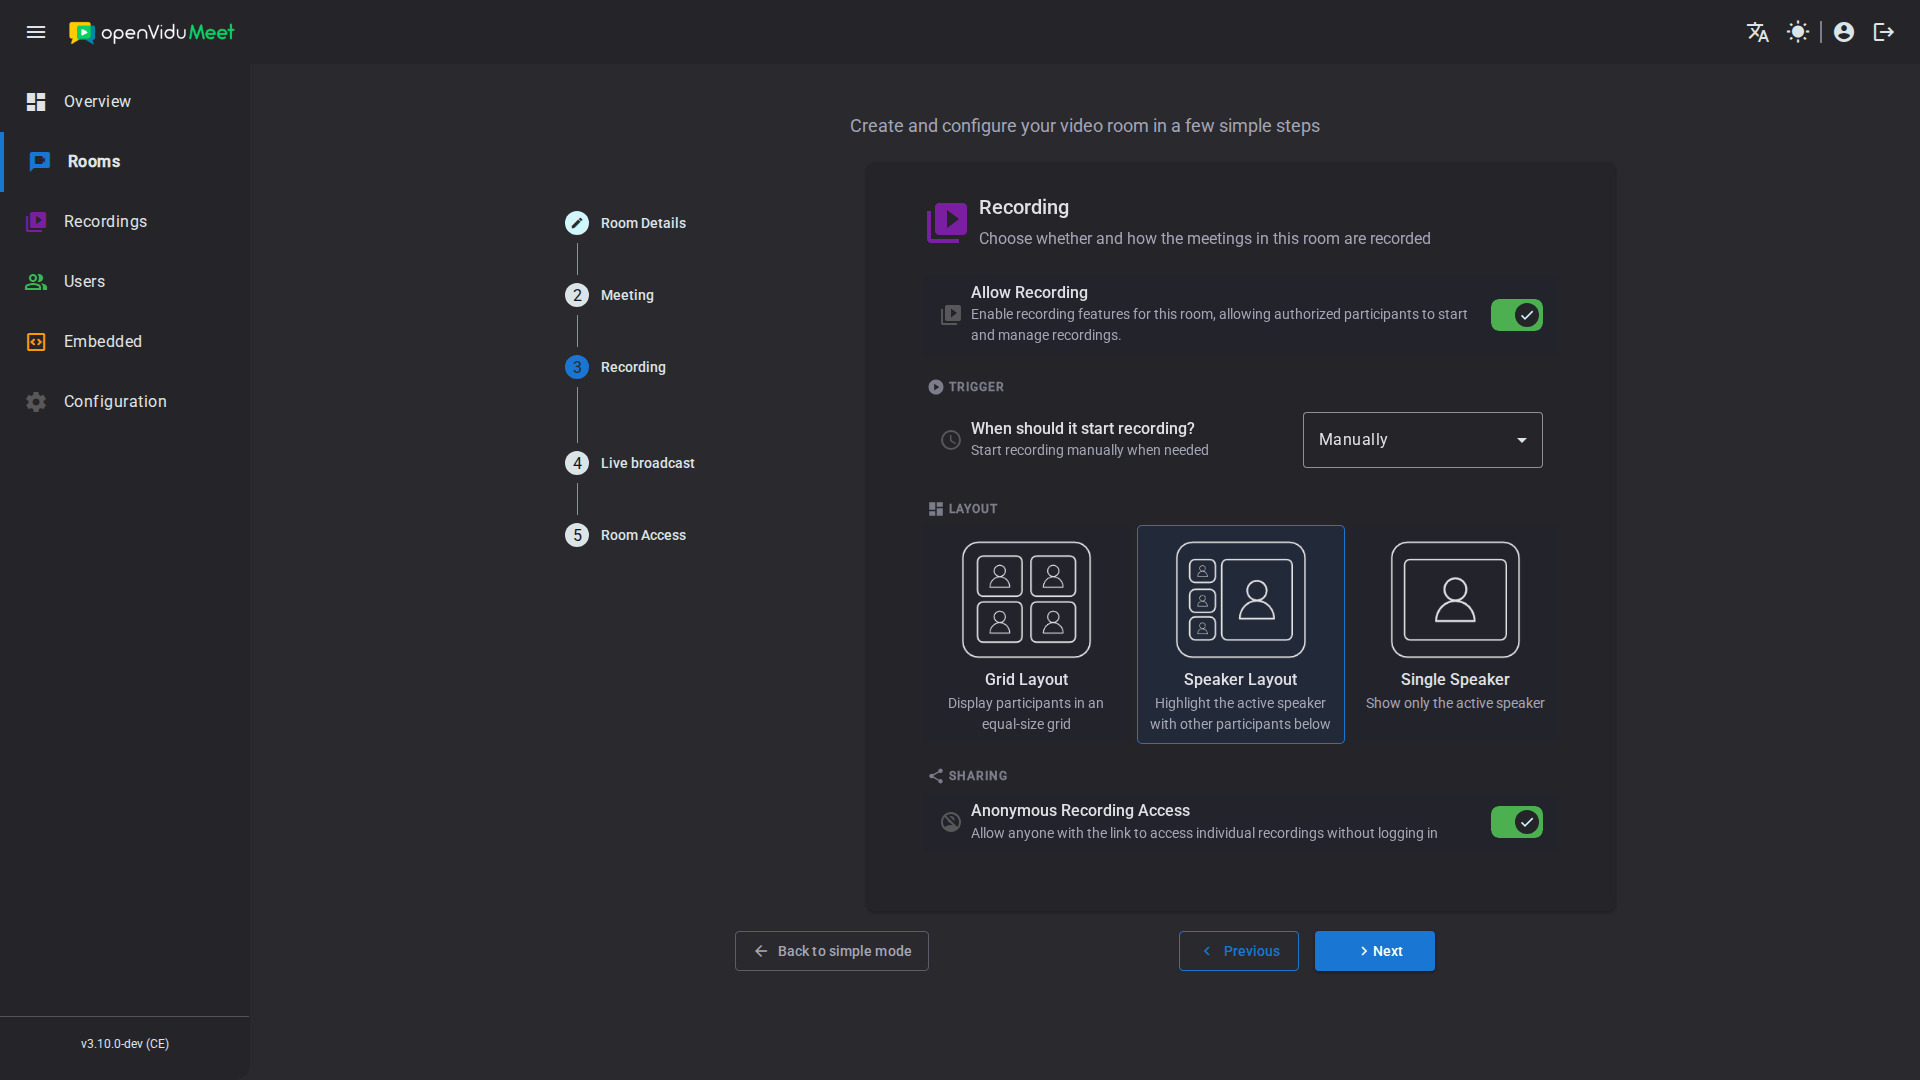 openVidu Meet
Overview
Rooms
Recordings
Users
Embedded
Configuration
v3.10.0-dev (CE)
Create and configure your video room in a few simple steps
Room Details
2 Meeting
3 Recording
4 Live broadcast
5 Room Access
Recording
Choose whether and how the meetings in this room are recorded
Allow Recording
Enable recording features for this room, allowing authorized participants to start
and manage recordings.
TRIGGER
When should it start recording?
Start recording manually when needed
Manually
LAYOUT
Grid Layout
Display participants in an
equal-size grid
Speaker Layout
Highlight the active speaker
with other participants below
Single Speaker
Show only the active speaker
SHARING
Anonymous Recording Access
Allow anyone with the link to access individual recordings without logging in
Back to simple mode
Previous
Next